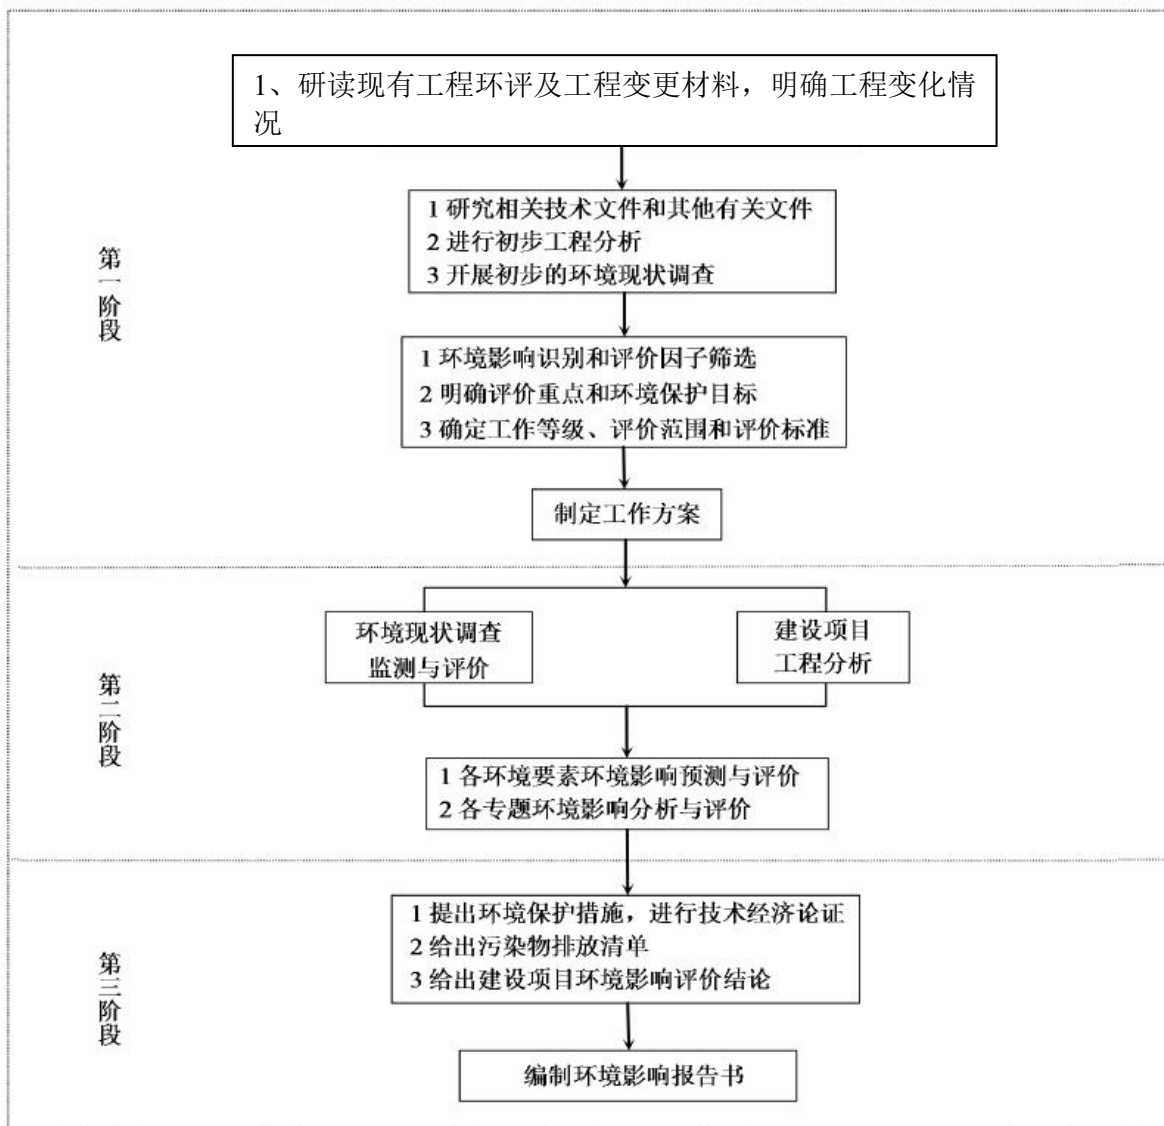 1、研读现有工程环评及工程变更材料，明确工程变化情
况
1 研究相关技术文件和其他有关文件
2 进行初步工程分析
3 开展初步的环境现状调查
第一阶段
1 环境影响识别和评价因子筛选
2 明确评价重点和环境保护目标
3 确定工作等级、评价范围和评价标准
制定工作方案
环境现状调查
监测与评价
建设项目
工程分析
第二阶段
1 各环境要素环境影响预测与评价
2 各专题环境影响分析与评价
1 提出环境保护措施，进行技术经济论证
2 给出污染物排放清单
3 给出建设项目环境影响评价结论
第三阶段
编制环境影响报告书